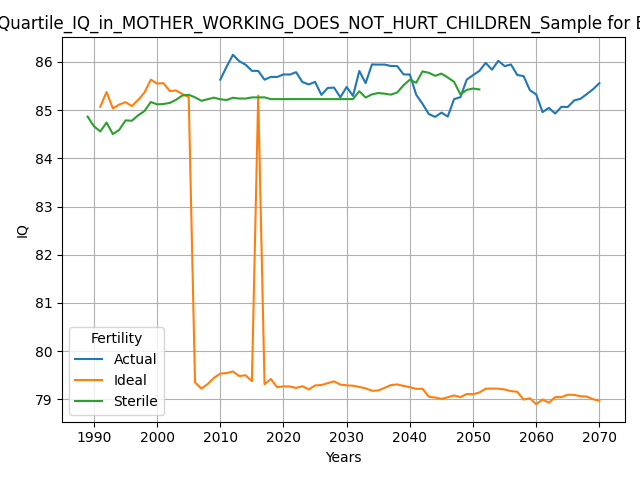 Quartile_IQ_in_MOTHER_WORKING_DOES_NOT_HURT_CHILDREN_Sample for
IQ
86
85
84
83
82
81
80
79
Fertility
Actual
Ideal
Sterile
1990 2000 2010 2020 2030 2040 2050 2060 2070
Years